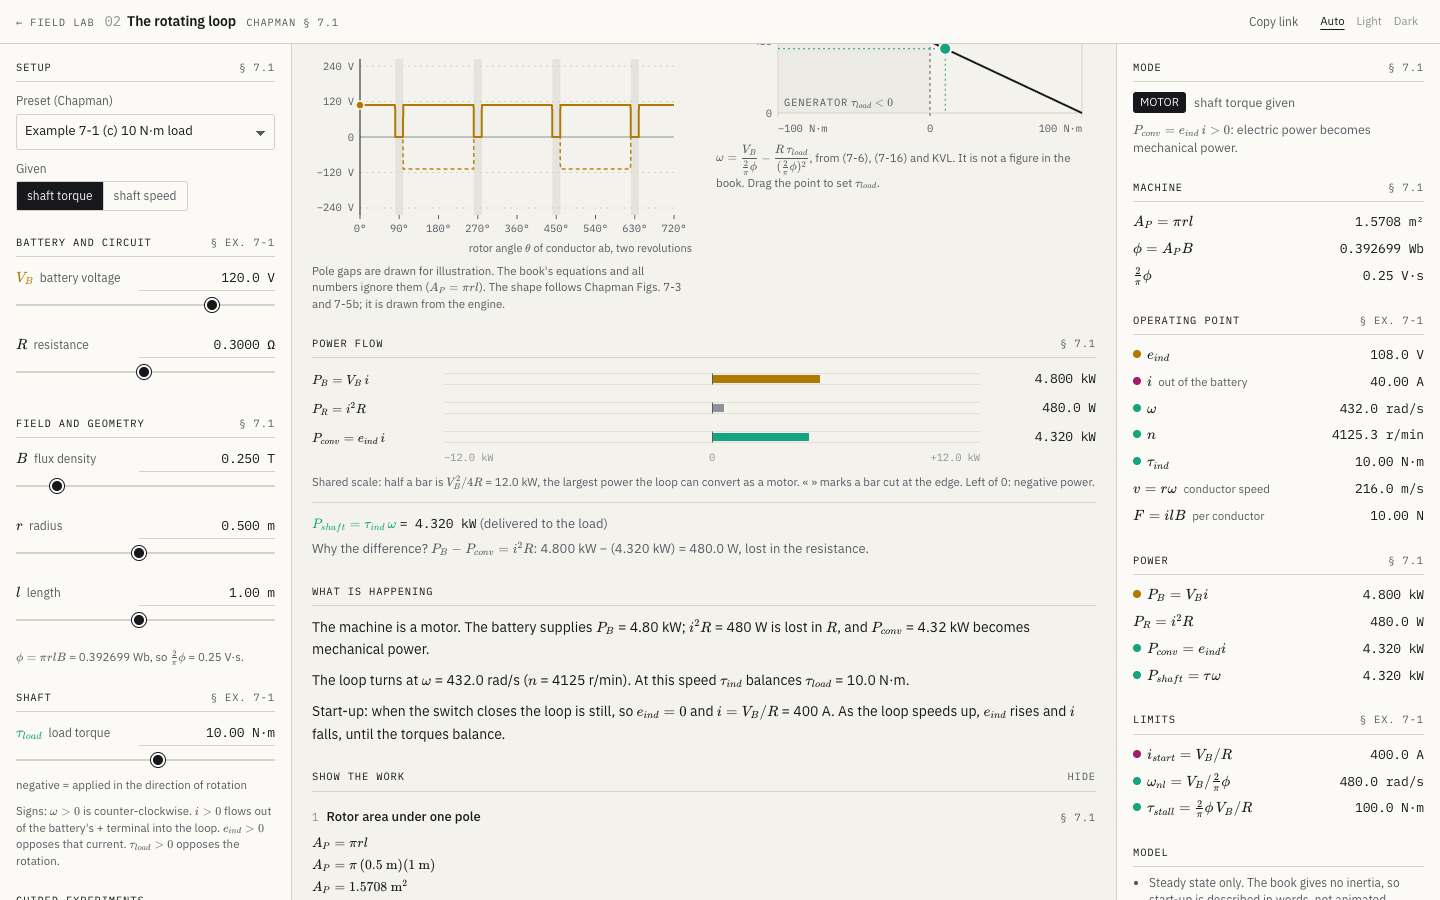 ← FIELD LAB 02 The rotating loop CHAPMAN § 7.1
Copy link Auto Light Dark
SETUP § 7.1
Preset (Chapman)
Example 7-1 (c) 10 N·m load
Given
shaft torque shaft speed
BATTERY AND CIRCUIT § EX. 7-1
V_B battery voltage 120.0 V
R resistance 0.3000 Ω
FIELD AND GEOMETRY § 7.1
B flux density 0.250 T
r radius 0.500 m
l length 1.00 m
ϕ = πrlB = 0.392699 Wb, so 2/π ϕ = 0.25 V·s.
SHAFT § EX. 7-1
τ_load load torque 10.00 N·m
negative = applied in the direction of rotation
Signs: ω > 0 is counter-clockwise. i > 0 flows out
of the battery's + terminal into the loop. e_ind > 0
opposes that current. τ_load > 0 opposes the
rotation.
240 V
120 V
0
−120 V
−240 V
0° 90° 180° 270° 360° 450° 540° 630° 720°
rotor angle θ of conductor ab, two revolutions
Pole gaps are drawn for illustration. The book's equations and all
numbers ignore them (A_P = πrl). The shape follows Chapman Figs. 7-3
and 7-5b; it is drawn from the engine.
GENERATOR τ_load < 0
0
−100 N·m 0 100 N·m
ω = V_B / (2/π ϕ) − R τ_load / (2/π ϕ)², from (7-6), (7-16) and KVL. It is not a figure in the
book. Drag the point to set τ_load.
POWER FLOW § 7.1
P_B = V_B i 4.800 kW
P_R = i²R 480.0 W
P_conv = e_ind i 4.320 kW
−12.0 kW 0 +12.0 kW
Shared scale: half a bar is V_B²/4R = 12.0 kW, the largest power the loop can convert as a motor. « » marks a bar cut at the edge. Left of 0: negative power.
P_shaft = τ_ind ω = 4.320 kW (delivered to the load)
Why the difference? P_B − P_conv = i²R: 4.800 kW − (4.320 kW) = 480.0 W, lost in the resistance.
WHAT IS HAPPENING
The machine is a motor. The battery supplies P_B = 4.80 kW; i²R = 480 W is lost in R, and P_conv = 4.32 kW becomes
mechanical power.
The loop turns at ω = 432.0 rad/s (n = 4125 r/min). At this speed τ_ind balances τ_load = 10.0 N·m.
Start-up: when the switch closes the loop is still, so e_ind = 0 and i = V_B/R = 400 A. As the loop speeds up, e_ind rises and i
falls, until the torques balance.
SHOW THE WORK HIDE
1 Rotor area under one pole § 7.1
A_P = πrl
A_P = π (0.5 m)(1 m)
A_P = 1.5708 m²
MODE § 7.1
MOTOR shaft torque given
P_conv = e_ind i > 0: electric power becomes
mechanical power.
MACHINE § 7.1
A_P = πrl 1.5708 m²
ϕ = A_P B 0.392699 Wb
2/π ϕ 0.25 V·s
OPERATING POINT § EX. 7-1
e_ind 108.0 V
i out of the battery 40.00 A
ω 432.0 rad/s
n 4125.3 r/min
τ_ind 10.00 N·m
v = rω conductor speed 216.0 m/s
F = ilB per conductor 10.00 N
POWER § 7.1
P_B = V_B i 4.800 kW
P_R = i²R 480.0 W
P_conv = e_ind i 4.320 kW
P_shaft = τω 4.320 kW
LIMITS § EX. 7-1
i_start = V_B/R 400.0 A
ω_nl = V_B/ 2/π ϕ 480.0 rad/s
τ_stall = 2/π ϕ V_B/R 100.0 N·m
MODEL
• Steady state only. The book gives no inertia, so
start-up is described in words, not animated.